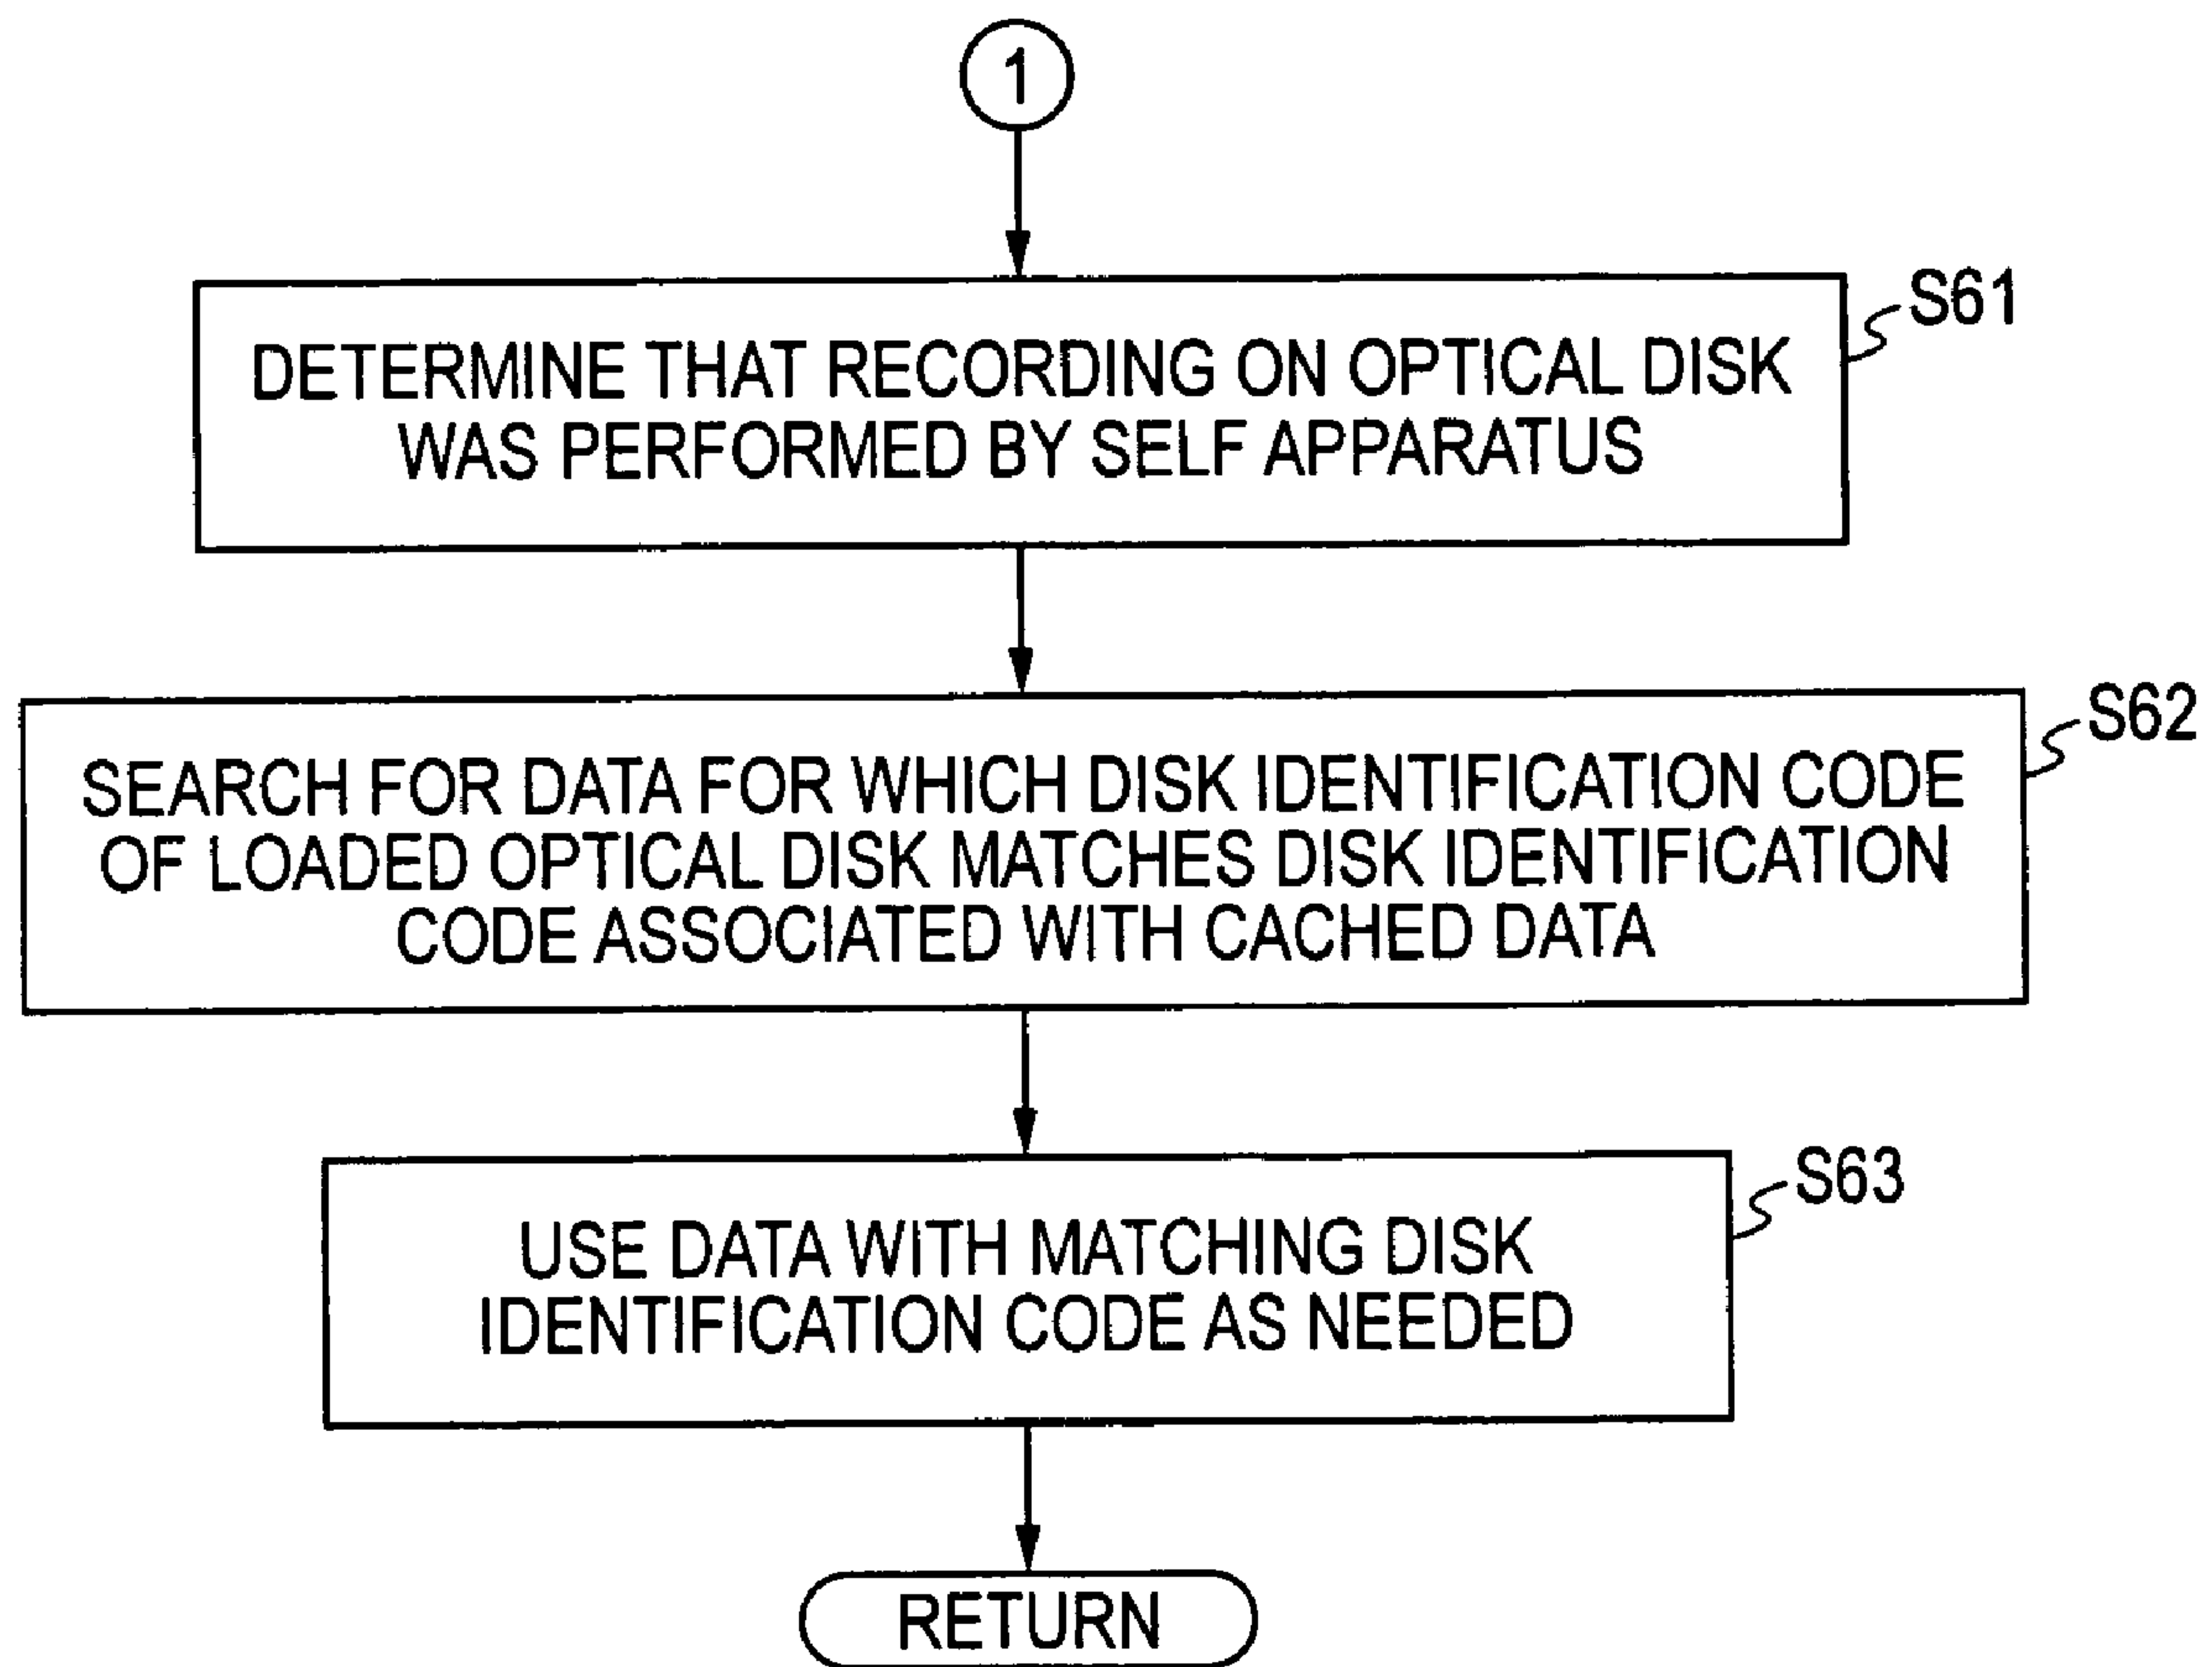 1
DETERMINE THAT RECORDING ON OPTICAL DISK
WAS PERFORMED BY SELF APPARATUS
S61
SEARCH FOR DATA FOR WHICH DISK IDENTIFICATION CODE
OF LOADED OPTICAL DISK MATCHES DISK IDENTIFICATION
CODE ASSOCIATED WITH CACHED DATA
S62
USE DATA WITH MATCHING DISK
IDENTIFICATION CODE AS NEEDED
S63
RETURN